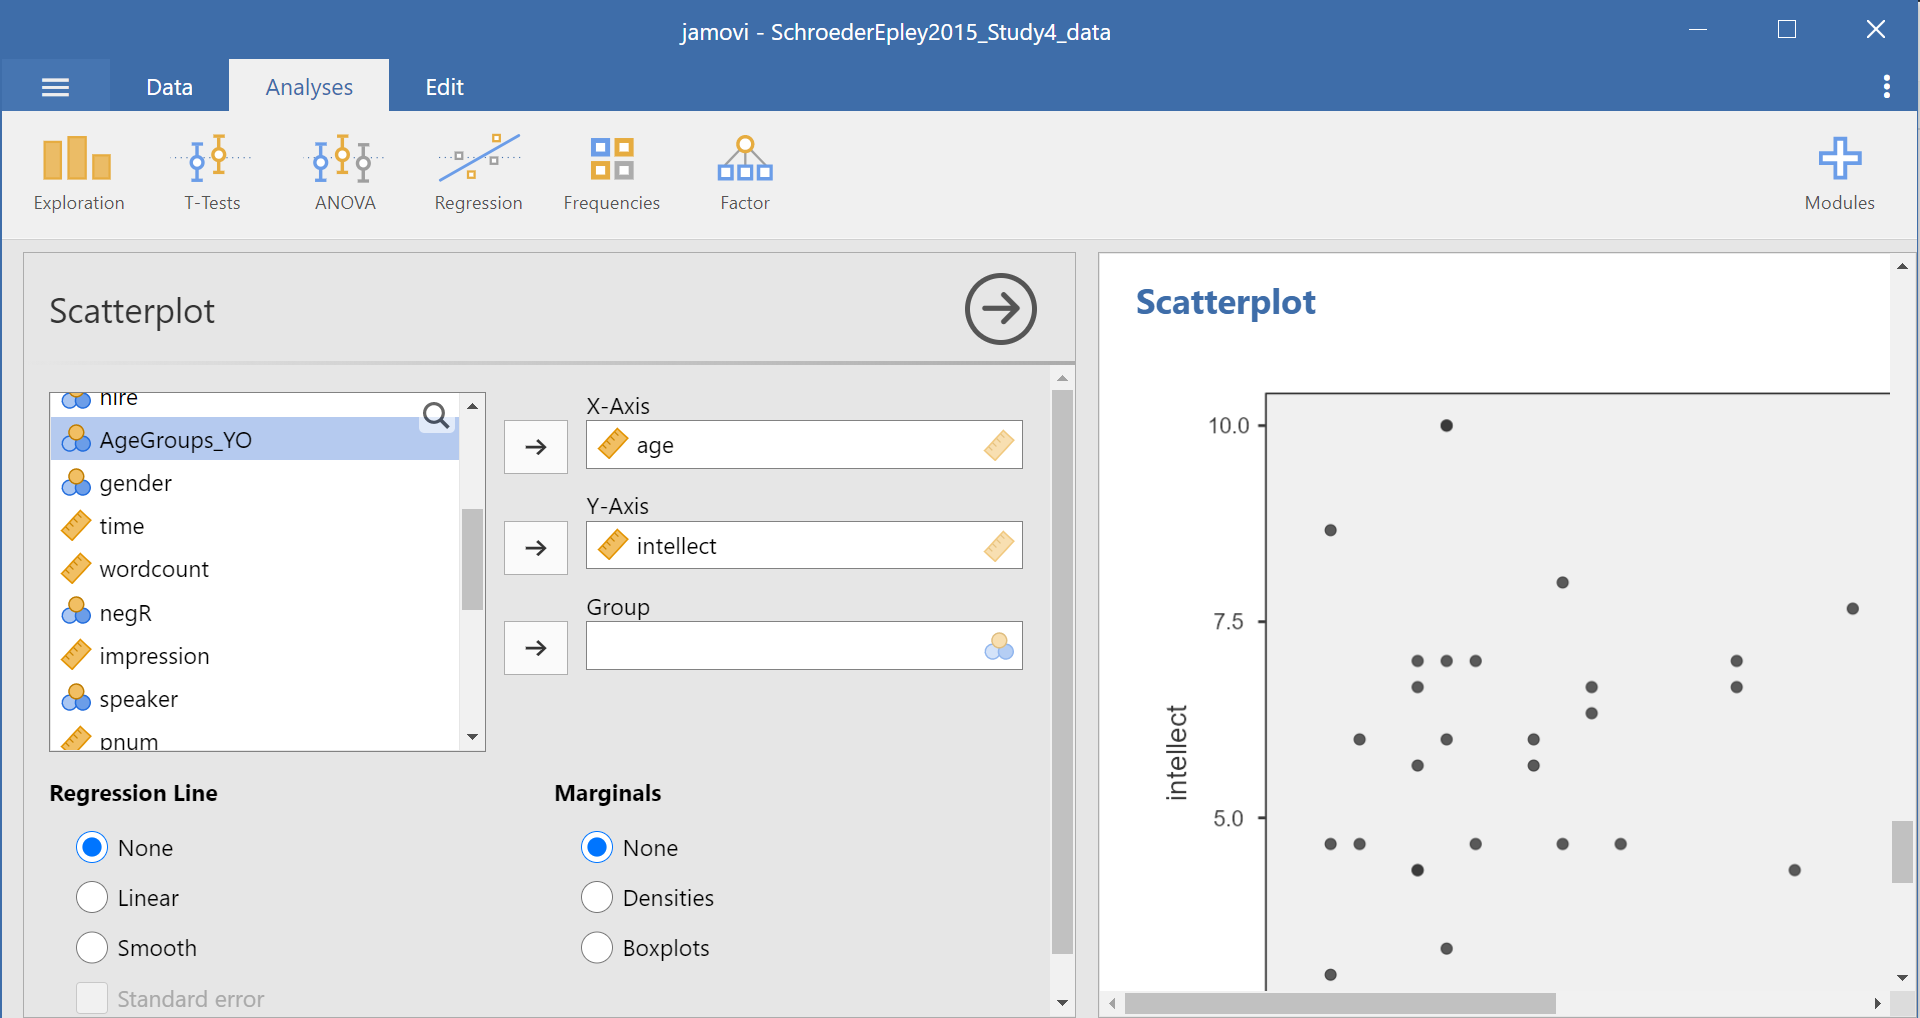 jamovi - SchroederEpley2015_Study4_data
Data
Analyses
Edit
Exploration
T-Tests
ANOVA
Regression
Frequencies
Factor
Modules
Scatterplot
hire
AgeGroups_YO
gender
time
wordcount
negR
impression
speaker
pnum
X-Axis
age
Y-Axis
intellect
Group
Regression Line
None
Linear
Smooth
Standard error
Marginals
None
Densities
Boxplots
Scatterplot
10.0
7.5
5.0
intellect